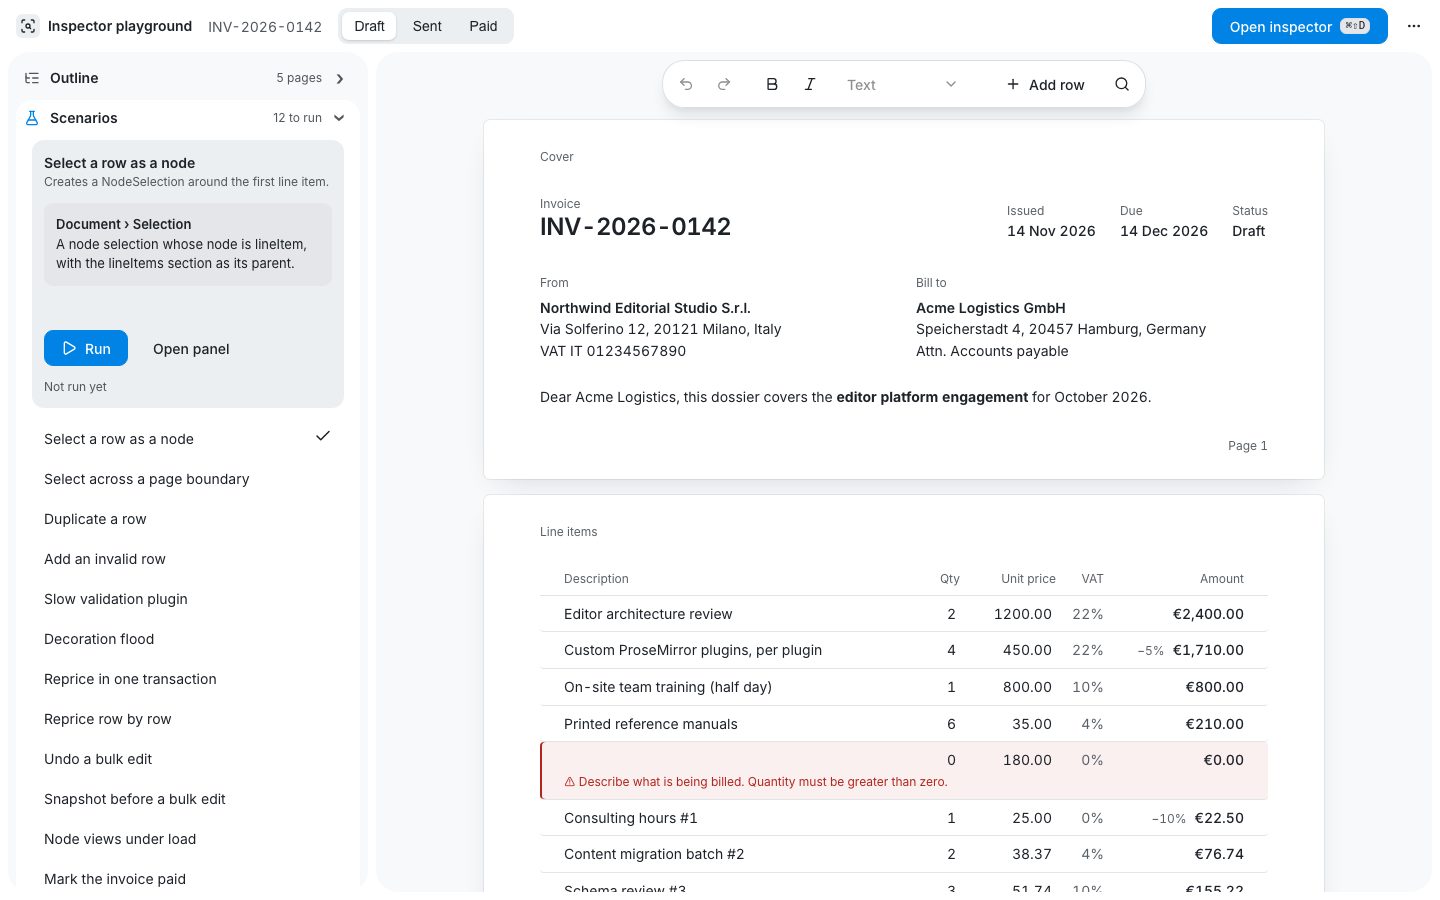 Inspector playground INV-2026-0142 Draft Sent Paid Open inspector ⌘⇧D
Outline 5 pages
Scenarios 12 to run
Select a row as a node
Creates a NodeSelection around the first line item.
Document › Selection
A node selection whose node is lineItem,
with the lineItems section as its parent.
Run Open panel
Not run yet
Select a row as a node
Select across a page boundary
Duplicate a row
Add an invalid row
Slow validation plugin
Decoration flood
Reprice in one transaction
Reprice row by row
Undo a bulk edit
Snapshot before a bulk edit
Node views under load
Mark the invoice paid
B I Text Add row
Cover
Invoice
INV-2026-0142
Issued Due Status
14 Nov 2026 14 Dec 2026 Draft
From
Northwind Editorial Studio S.r.l.
Via Solferino 12, 20121 Milano, Italy
VAT IT 01234567890
Bill to
Acme Logistics GmbH
Speicherstadt 4, 20457 Hamburg, Germany
Attn. Accounts payable
Dear Acme Logistics, this dossier covers the editor platform engagement for October 2026.
Page 1
Line items
Description Qty Unit price VAT Amount
Editor architecture review 2 1200.00 22% €2,400.00
Custom ProseMirror plugins, per plugin 4 450.00 22% −5% €1,710.00
On-site team training (half day) 1 800.00 10% €800.00
Printed reference manuals 6 35.00 4% €210.00
0 180.00 0% €0.00
⚠ Describe what is being billed. Quantity must be greater than zero.
Consulting hours #1 1 25.00 0% −10% €22.50
Content migration batch #2 2 38.37 4% €76.74
Schema review #3 3 51.74 10% €155.22